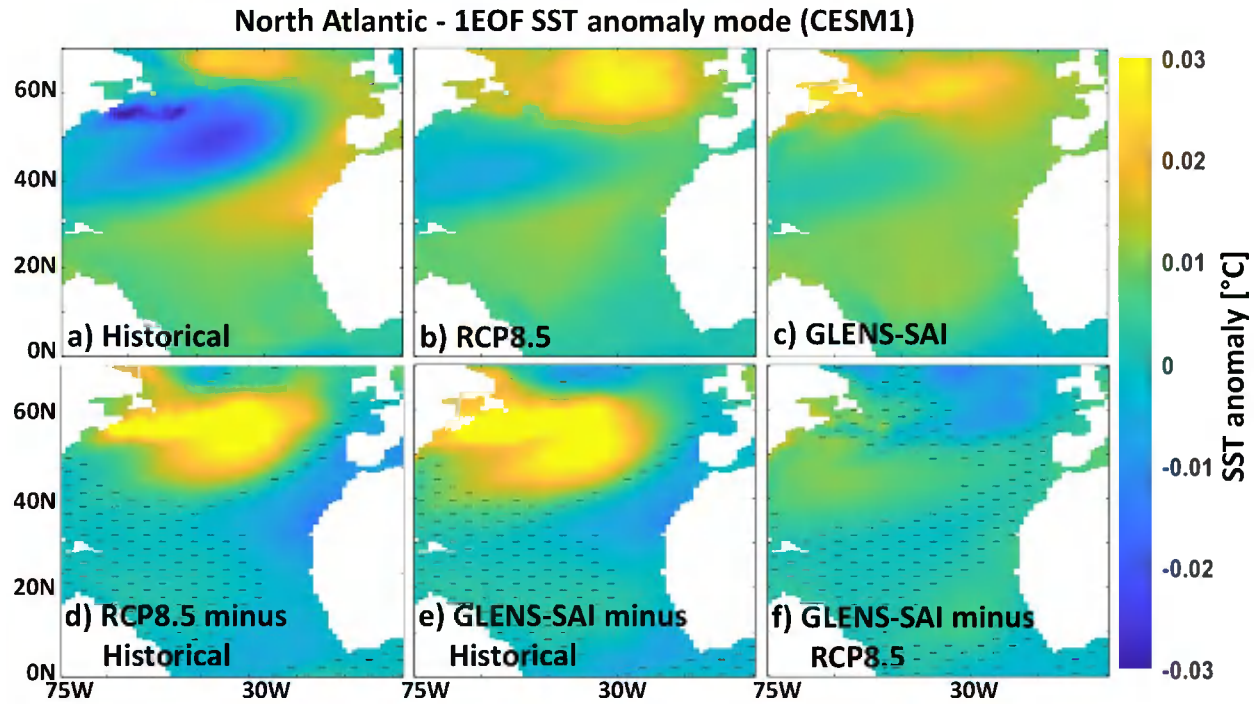 North Atlantic - 1EOF SST anomaly mode (CESM1)
60N
40N
20N
0N
a) Historical
b) RCP8.5
c) GLENS-SAI
60N
40N
20N
0N
d) RCP8.5 minus
Historical
e) GLENS-SAI minus
Historical
f) GLENS-SAI minus
RCP8.5
75W
30W
75W
30W
75W
30W
0.03
0.02
0.01
0
-0.01
-0.02
-0.03
SST anomaly [°C]